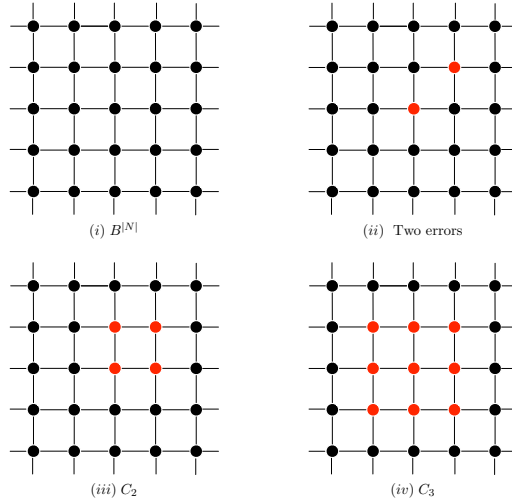 (i) B^{|N|}
(ii) Two errors
(iii) C_2
(iv) C_3